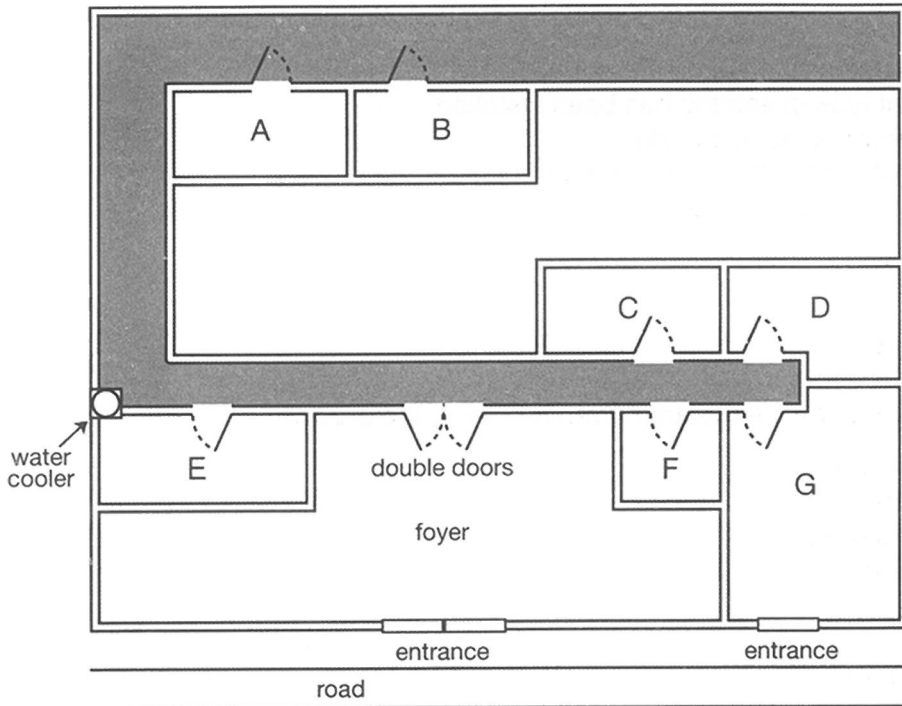 A
B
C
D
water
cooler
E
double doors
F
G
foyer
entrance
entrance
road